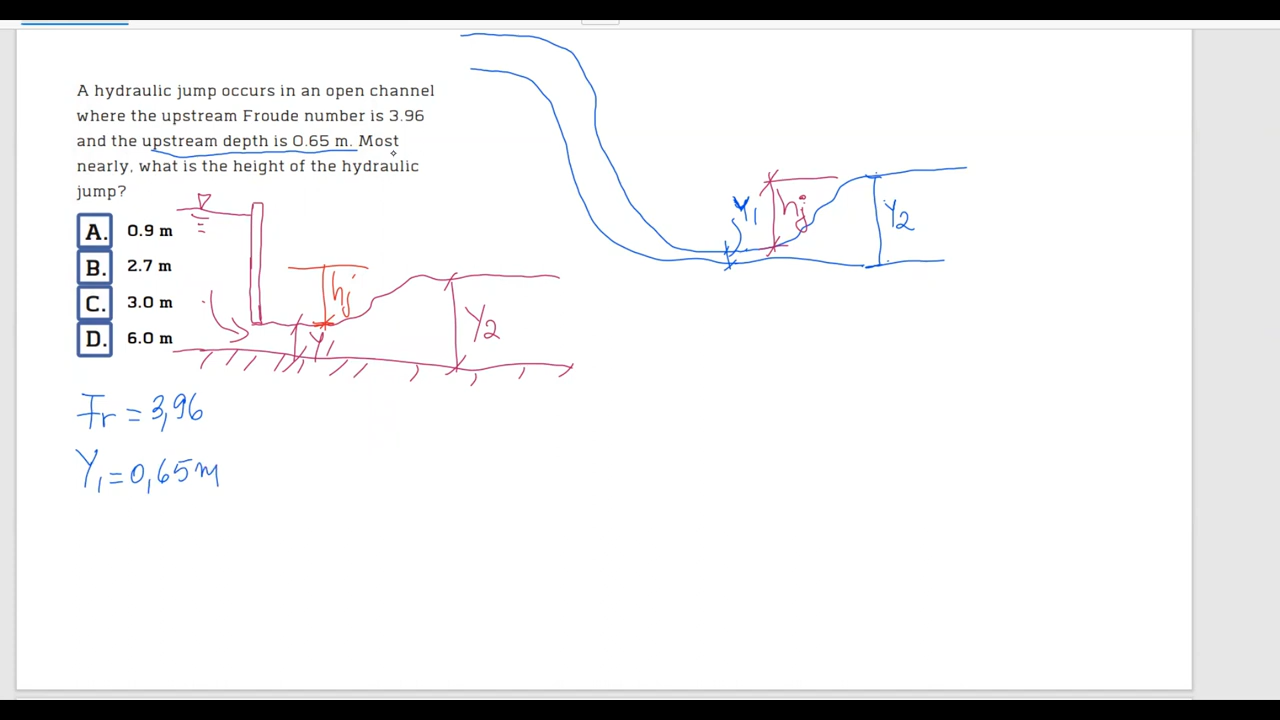 A hydraulic jump occurs in an open channel
where the upstream Froude number is 3.96
and the upstream depth is 0.65 m. Most
nearly, what is the height of the hydraulic
jump?
A. 0.9 m
B. 2.7 m
C. 3.0 m
D. 6.0 m
hj
Y1
Y2
Y1
hj
Y2
Fr = 3,96
Y1 = 0,65m